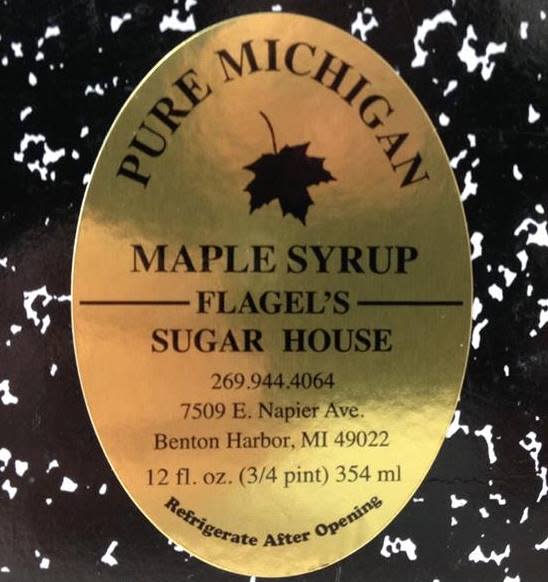 PURE MICHIGAN
MAPLE SYRUP
FLAGEL'S
SUGAR HOUSE
269.944.4064
7509 E. Napier Ave.
Benton Harbor, MI 49022
12 fl. oz. (3/4 pint) 354 ml
Refrigerate After Opening